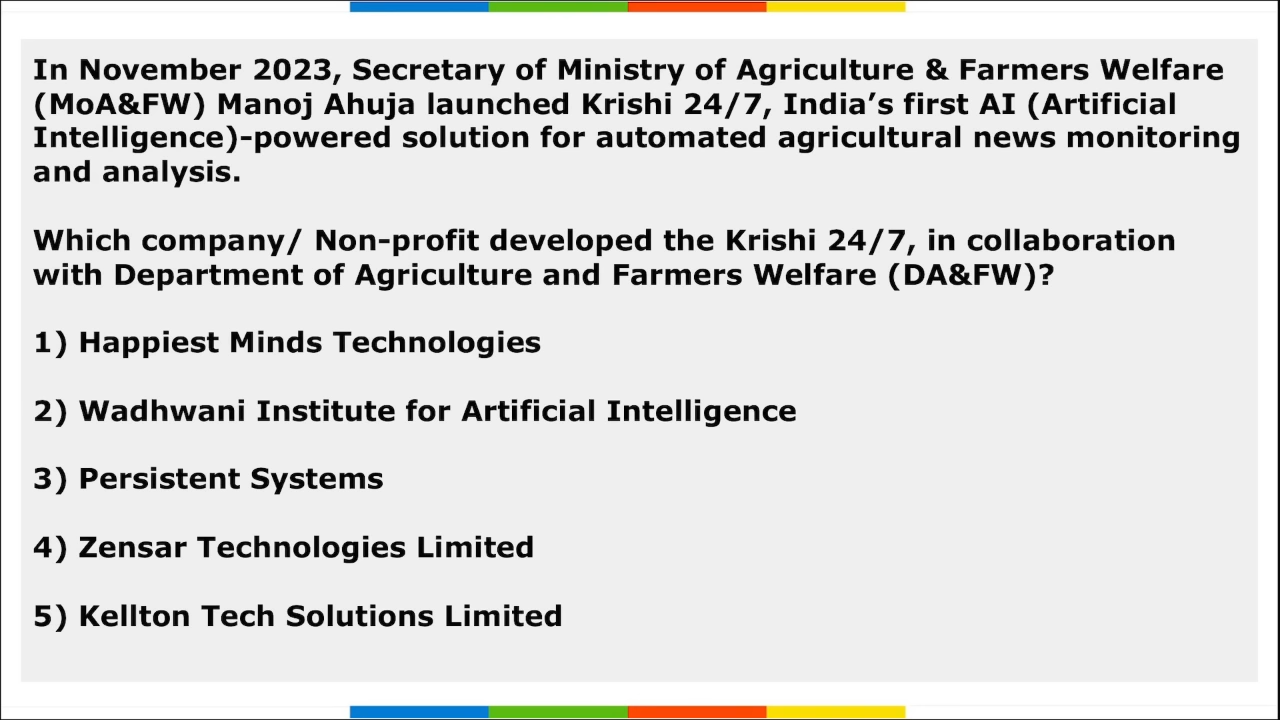 In November 2023, Secretary of Ministry of Agriculture & Farmers Welfare
(MoA&FW) Manoj Ahuja launched Krishi 24/7, India’s first AI (Artificial
Intelligence)-powered solution for automated agricultural news monitoring
and analysis.
Which company/ Non-profit developed the Krishi 24/7, in collaboration
with Department of Agriculture and Farmers Welfare (DA&FW)?
1) Happiest Minds Technologies
2) Wadhwani Institute for Artificial Intelligence
3) Persistent Systems
4) Zensar Technologies Limited
5) Kellton Tech Solutions Limited